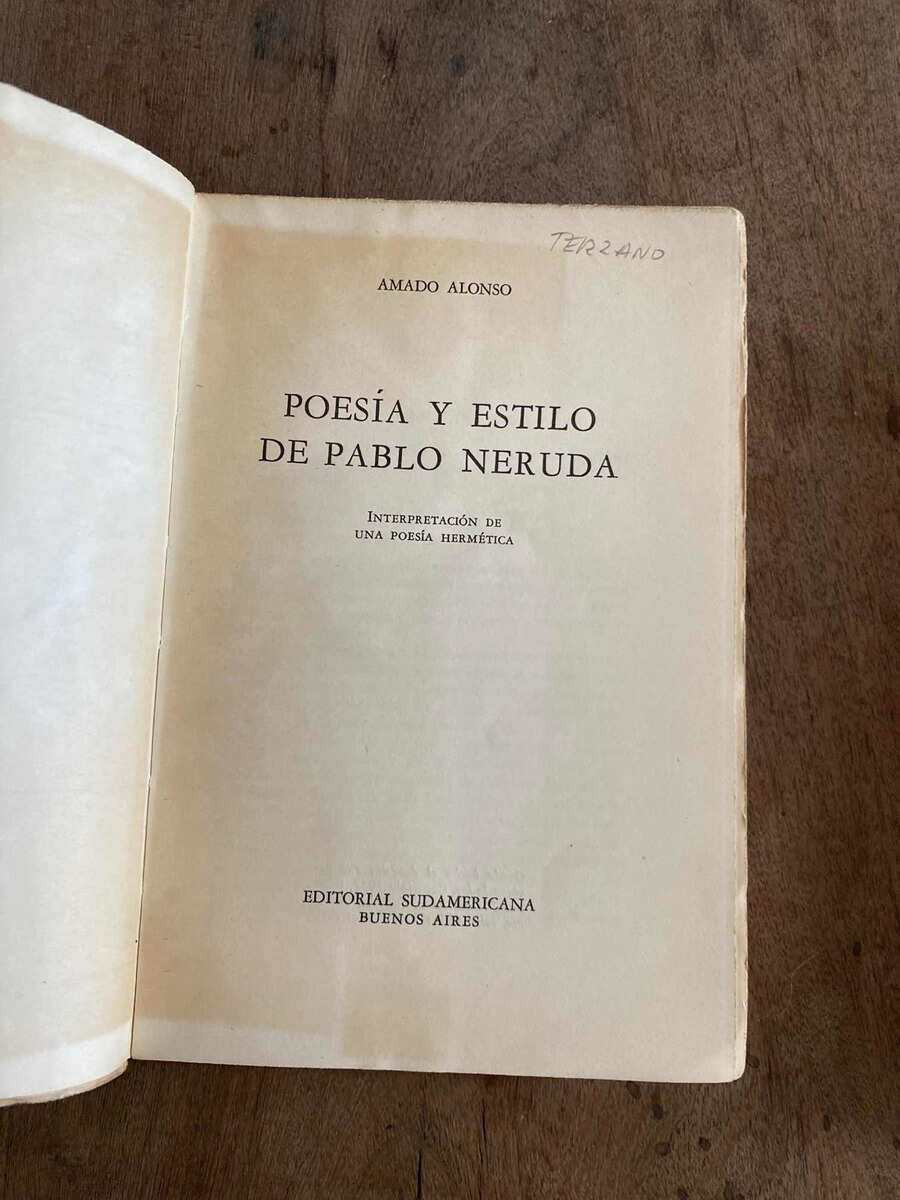 TERZANO
AMADO ALONSO
POESÍA Y ESTILO
DE PABLO NERUDA
INTERPRETACIÓN DE
UNA POESÍA HERMÉTICA
EDITORIAL SUDAMERICANA
BUENOS AIRES